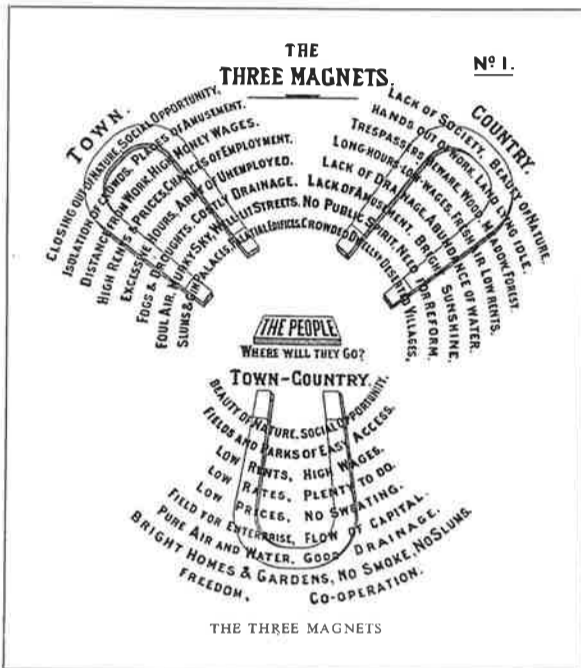 THE
THREE MAGNETS.
Nº 1.
TOWN.
CLOSING OUT OF NATURE. SOCIAL OPPORTUNITY.
ISOLATION OF CROWDS. PLACES OF AMUSEMENT.
DISTANCE FROM WORK. HIGH MONEY WAGES.
HIGH RENTS & PRICES. CHANCES OF EMPLOYMENT.
EXCESSIVE HOURS. ARMY OF UNEMPLOYED.
FOGS & DROUGHTS. COSTLY DRAINAGE.
FOUL AIR. MURKY SKY. WELL LIT STREETS.
SLUMS & GIN PALACES. PALATIAL EDIFICES.
COUNTRY.
LACK OF SOCIETY. BEAUTY OF NATURE.
HANDS OUT OF WORK. LAND LYING IDLE.
TRESPASSERS BEWARE. WOOD, MEADOW, FOREST.
LONG HOURS-LOW WAGES. FRESH AIR. LOW RENTS.
LACK OF DRAINAGE. ABUNDANCE OF WATER.
LACK OF AMUSEMENT. BRIGHT SUNSHINE.
NO PUBLIC SPIRIT. NEED FOR REFORM.
CROWDED DWELLINGS. DESERTED VILLAGES.
THE PEOPLE
WHERE WILL THEY GO?
TOWN-COUNTRY.
BEAUTY OF NATURE. SOCIAL OPPORTUNITY.
FIELDS AND PARKS OF EASY ACCESS.
LOW RENTS, HIGH WAGES.
LOW RATES, PLENTY TO DO.
LOW PRICES, NO SWEATING.
FIELD FOR ENTERPRISE, FLOW OF CAPITAL.
PURE AIR AND WATER, GOOD DRAINAGE.
BRIGHT HOMES & GARDENS, NO SMOKE, NO SLUMS.
FREEDOM. CO-OPERATION.
THE THREE MAGNETS